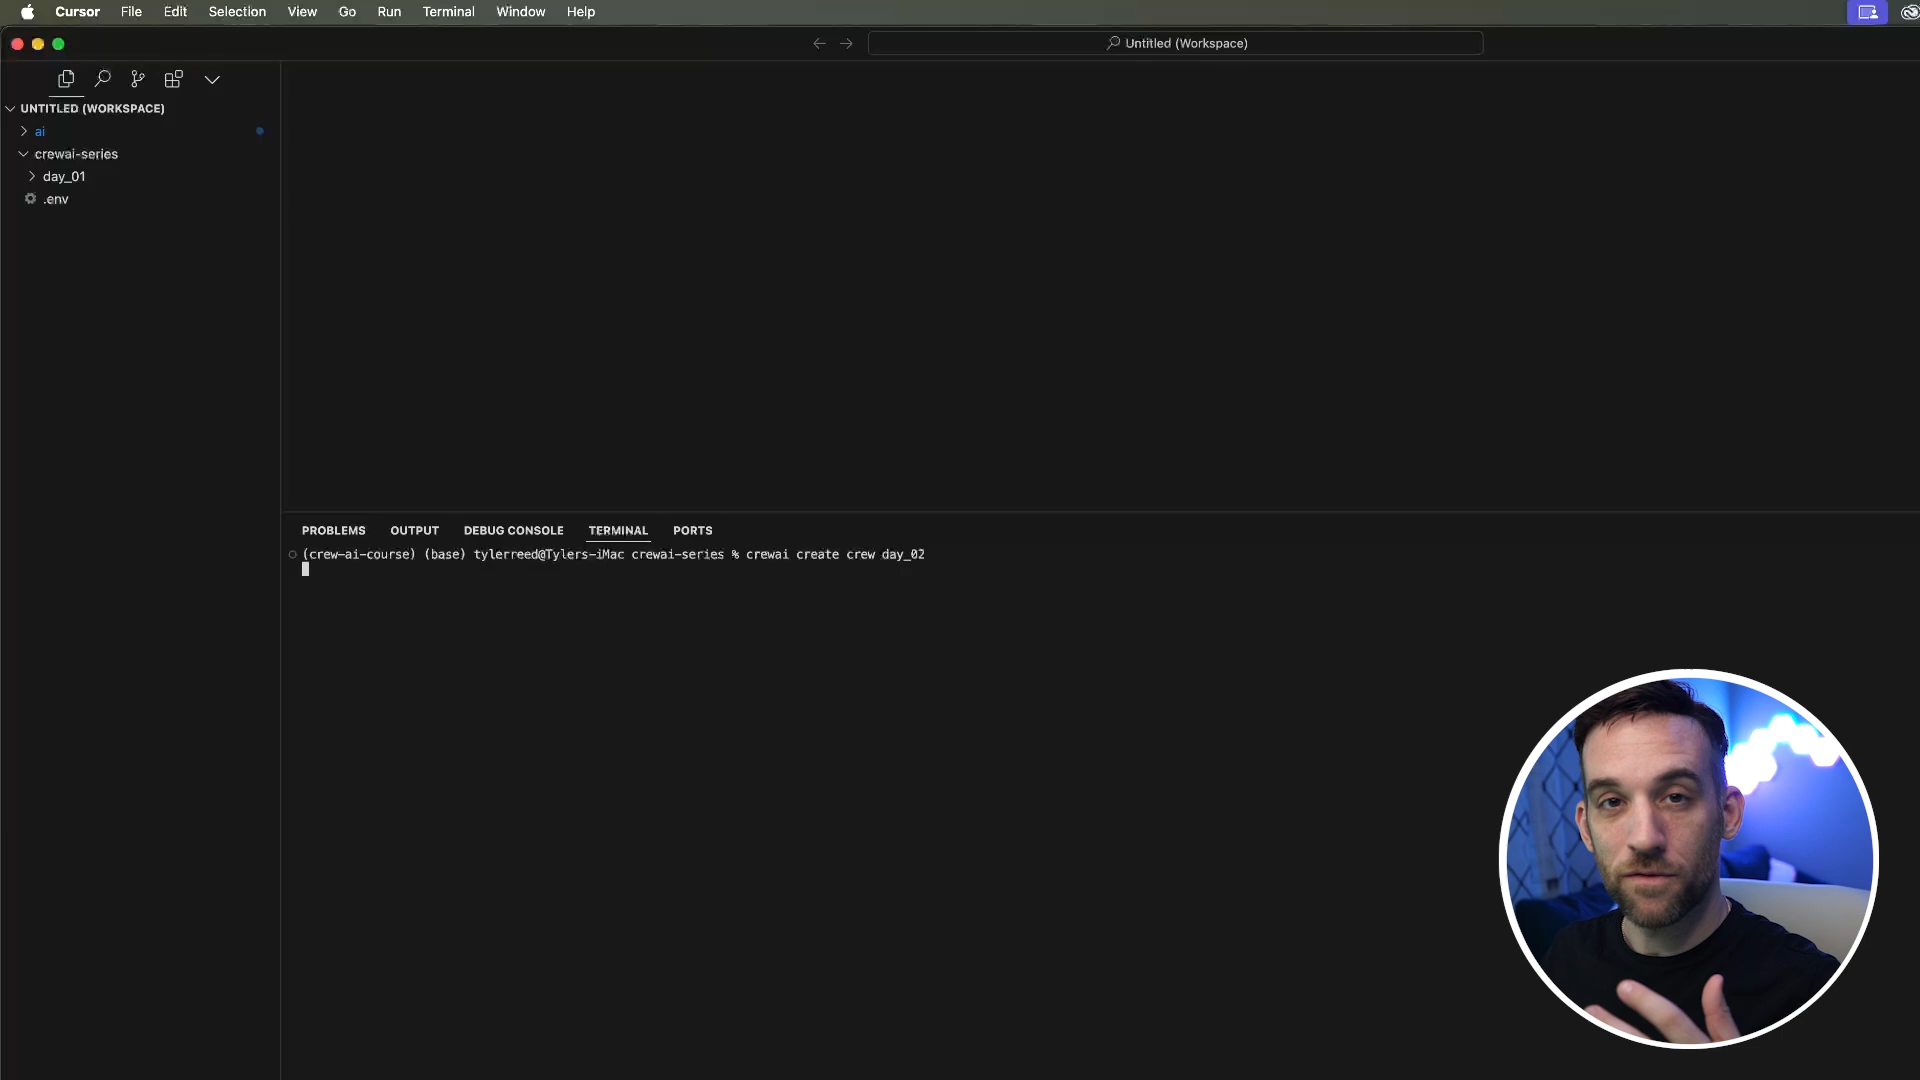 Cursor File Edit Selection View Go Run Terminal Window Help
Untitled (Workspace)
UNTITLED (WORKSPACE)
ai
crewai-series
day_01
.env
PROBLEMS OUTPUT DEBUG CONSOLE TERMINAL PORTS
(crew-ai-course) (base) tylerreed@Tylers-iMac crewai-series % crewai create crew day_02